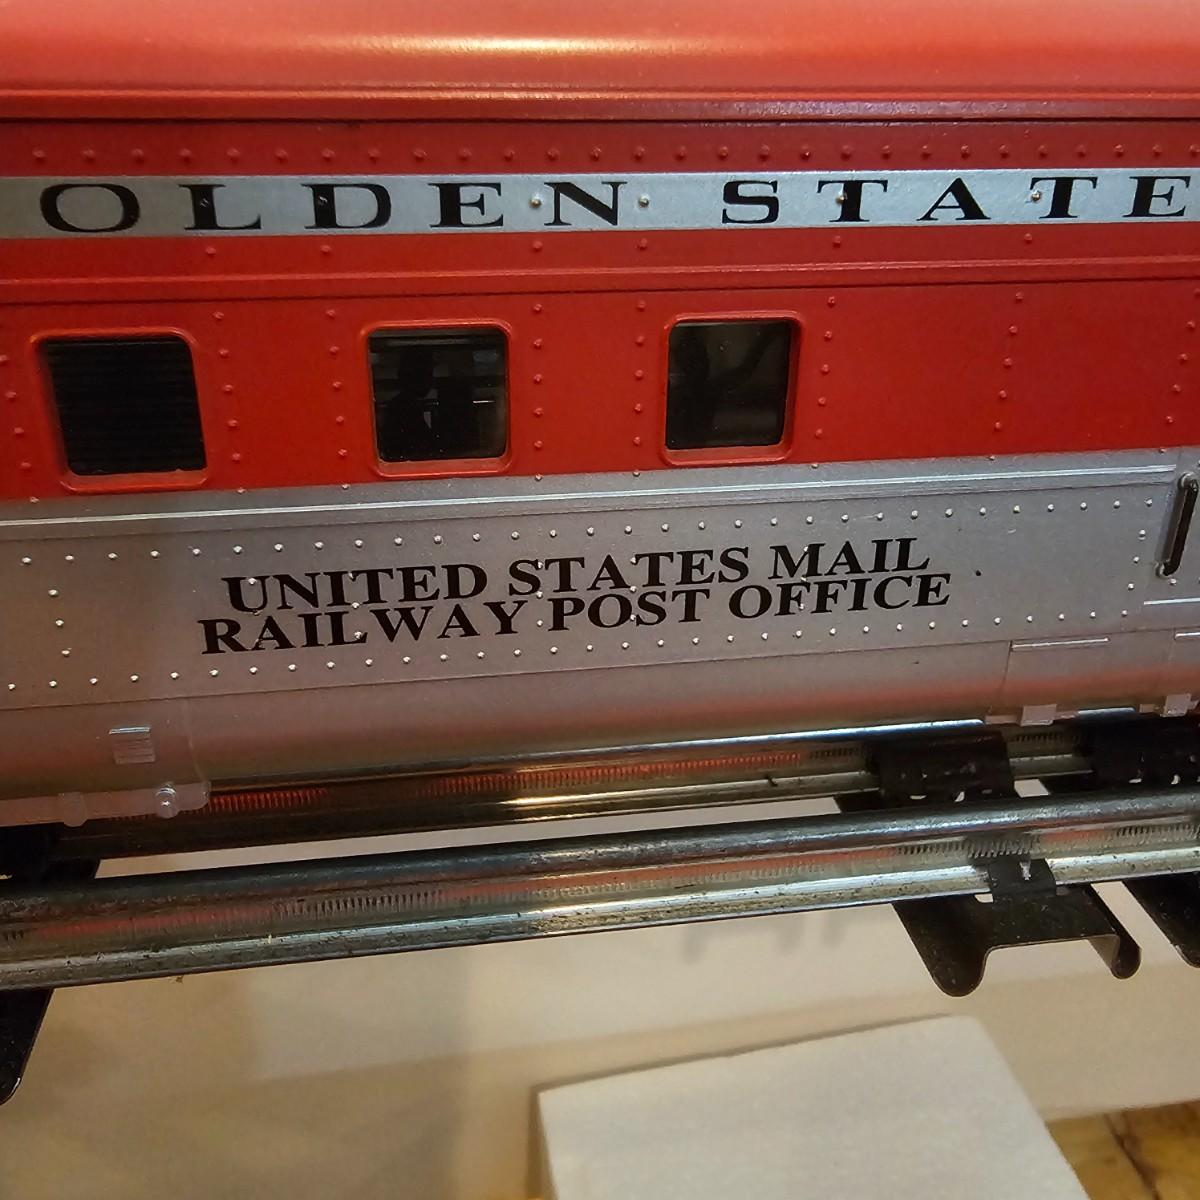 OLDEN STATE
UNITED STATES MAIL
RAILWAY POST OFFICE